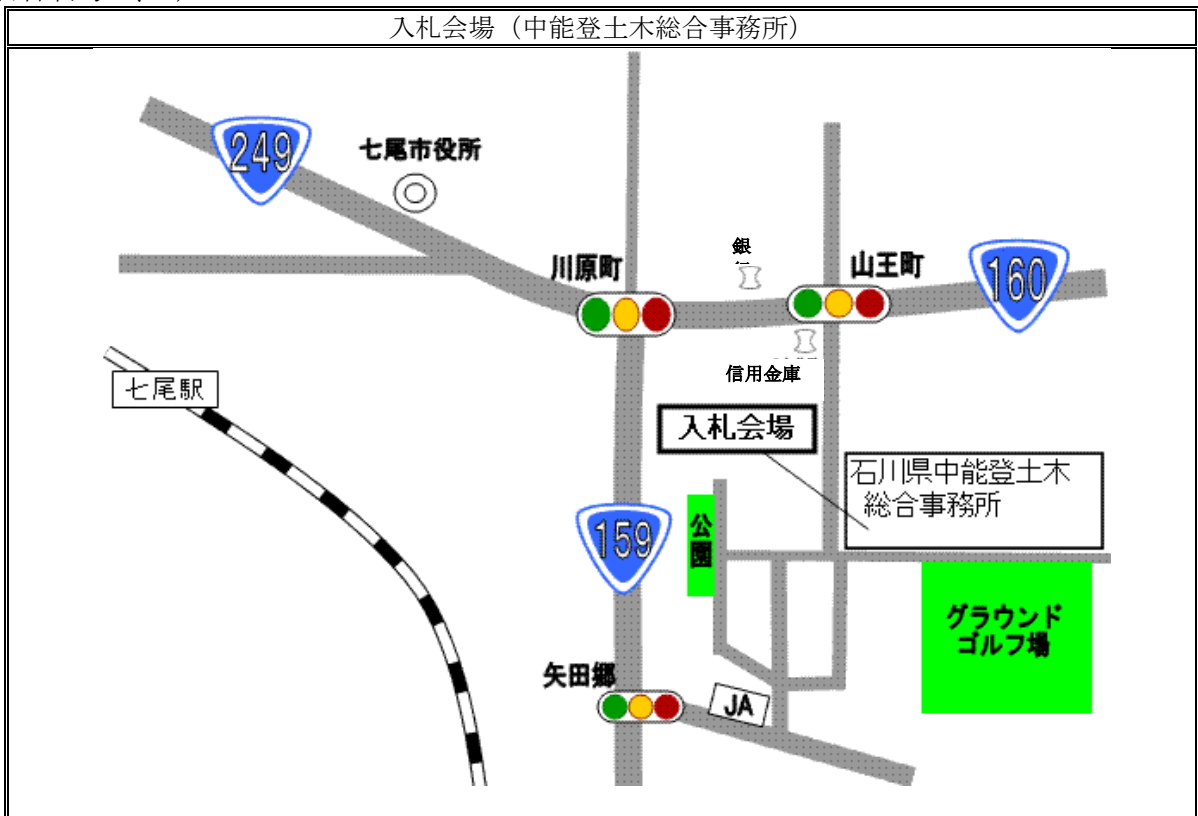 入札会場（中能登土木総合事務所）
249
七尾市役所
川原町
銀
山王町
160
七尾駅
信用金庫
入札会場
石川県中能登土木
総合事務所
159
公
園
グラウンド
ゴルフ場
矢田郷
JA